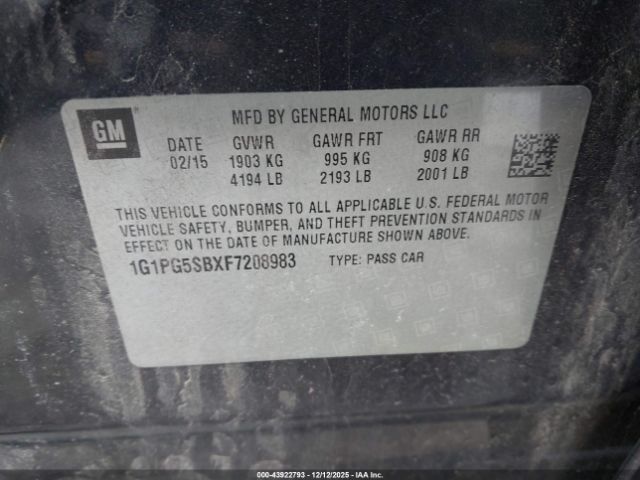 GM
MFD BY GENERAL MOTORS LLC
DATE GVWR GAWR FRT GAWR RR
02/15 1903 KG 995 KG 908 KG
4194 LB 2193 LB 2001 LB
THIS VEHICLE CONFORMS TO ALL APPLICABLE U.S. FEDERAL MOTOR
VEHICLE SAFETY, BUMPER, AND THEFT PREVENTION STANDARDS IN
EFFECT ON THE DATE OF MANUFACTURE SHOWN ABOVE.
1G1PG5SBXF7208983 TYPE: PASS CAR
000-43922793 - 12/12/2025 - IAA Inc.